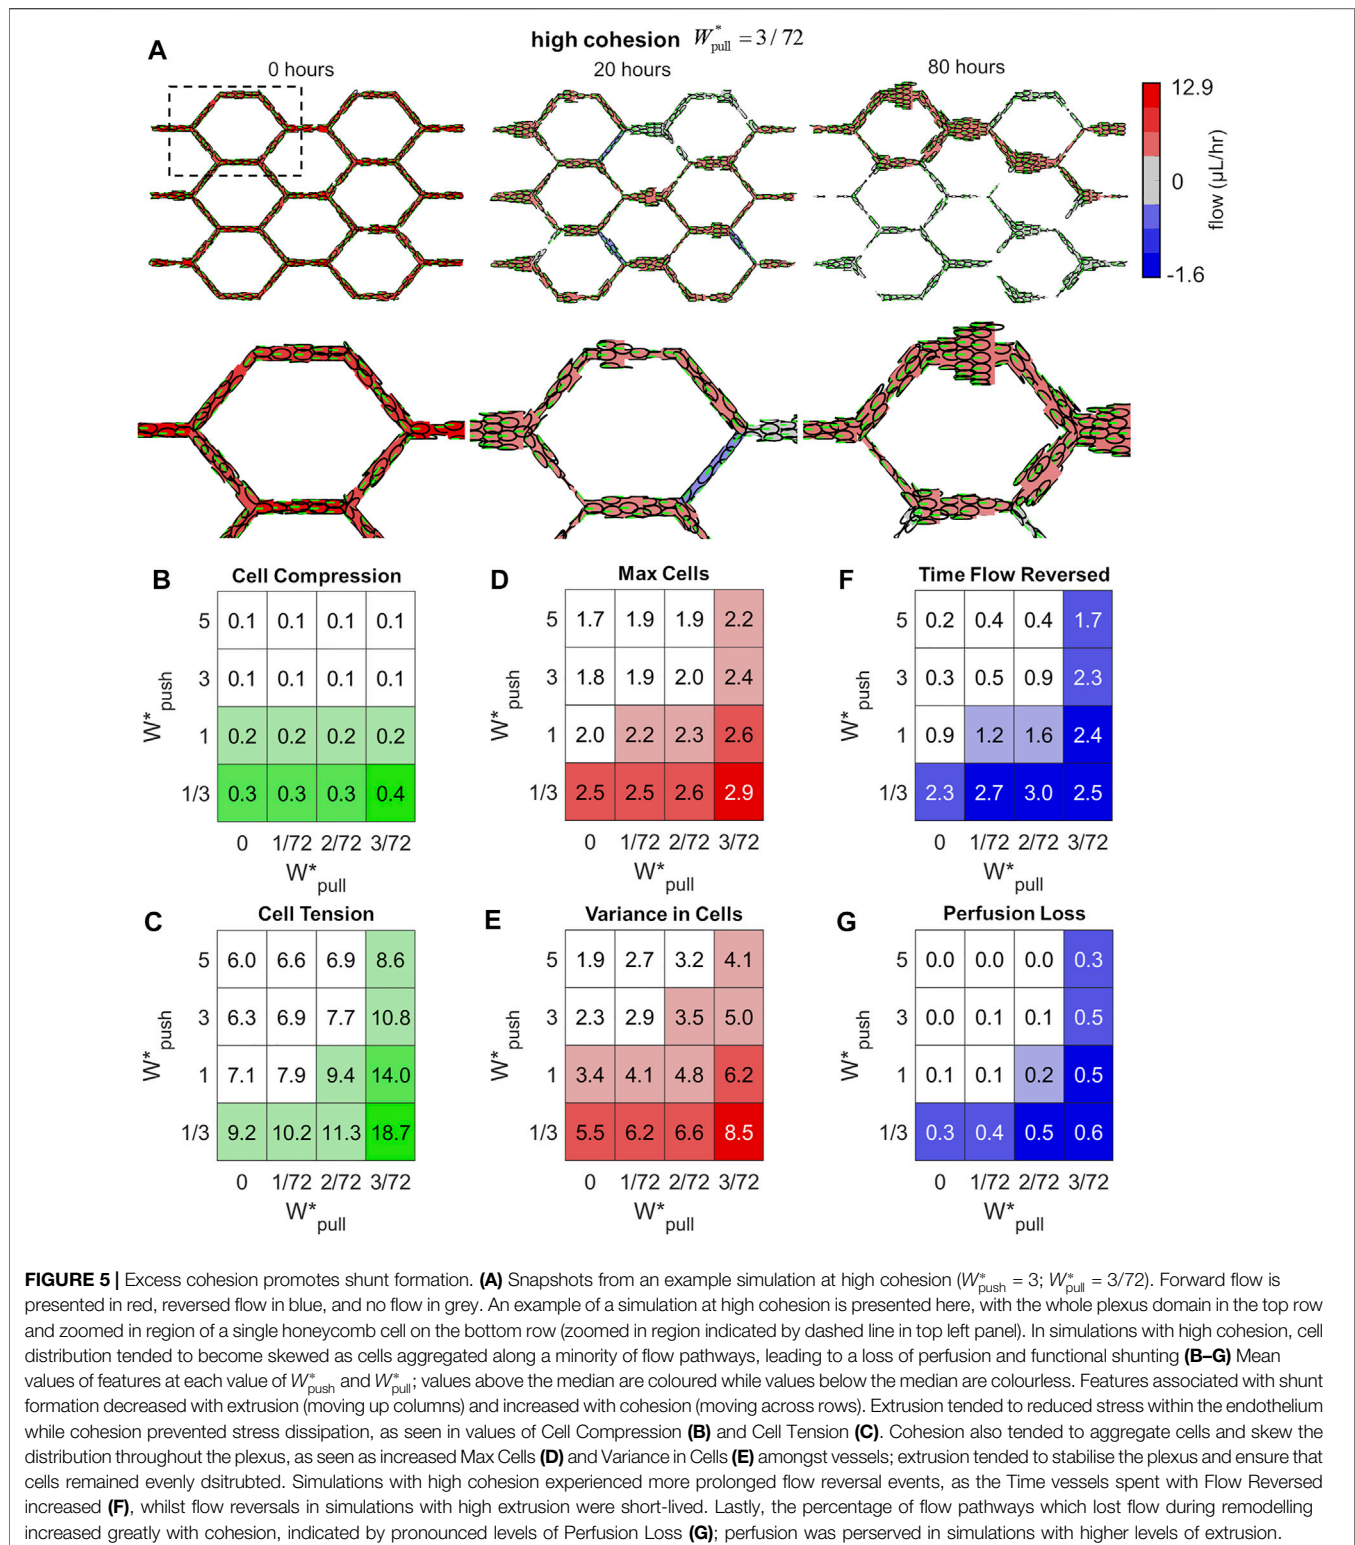 A
high cohesion W*pull = 3 / 72
0 hours
20 hours
80 hours
12.9
0
-1.6
flow (µL/hr)
B
Cell Compression
W*push
5 0.1 0.1 0.1 0.1
3 0.1 0.1 0.1 0.1
1 0.2 0.2 0.2 0.2
1/3 0.3 0.3 0.3 0.4
0 1/72 2/72 3/72
W*pull
D
Max Cells
W*push
5 1.7 1.9 1.9 2.2
3 1.8 1.9 2.0 2.4
1 2.0 2.2 2.3 2.6
1/3 2.5 2.5 2.6 2.9
0 1/72 2/72 3/72
W*pull
F
Time Flow Reversed
W*push
5 0.2 0.4 0.4 1.7
3 0.3 0.5 0.9 2.3
1 0.9 1.2 1.6 2.4
1/3 2.3 2.7 3.0 2.5
0 1/72 2/72 3/72
W*pull
C
Cell Tension
W*push
5 6.0 6.6 6.9 8.6
3 6.3 6.9 7.7 10.8
1 7.1 7.9 9.4 14.0
1/3 9.2 10.2 11.3 18.7
0 1/72 2/72 3/72
W*pull
E
Variance in Cells
W*push
5 1.9 2.7 3.2 4.1
3 2.3 2.9 3.5 5.0
1 3.4 4.1 4.8 6.2
1/3 5.5 6.2 6.6 8.5
0 1/72 2/72 3/72
W*pull
G
Perfusion Loss
W*push
5 0.0 0.0 0.0 0.3
3 0.0 0.1 0.1 0.5
1 0.1 0.1 0.2 0.5
1/3 0.3 0.4 0.5 0.6
0 1/72 2/72 3/72
W*pull
FIGURE 5 | Excess cohesion promotes shunt formation. (A) Snapshots from an example simulation at high cohesion (W*push = 3; W*pull = 3/72). Forward flow is
presented in red, reversed flow in blue, and no flow in grey. An example of a simulation at high cohesion is presented here, with the whole plexus domain in the top row
and zoomed in region of a single honeycomb cell on the bottom row (zoomed in region indicated by dashed line in top left panel). In simulations with high cohesion, cell
distribution tended to become skewed as cells aggregated along a minority of flow pathways, leading to a loss of perfusion and functional shunting (B–G) Mean
values of features at each value of W*push and W*pull; values above the median are coloured while values below the median are colourless. Features associated with shunt
formation decreased with extrusion (moving up columns) and increased with cohesion (moving across rows). Extrusion tended to reduced stress within the endothelium
while cohesion prevented stress dissipation, as seen in values of Cell Compression (B) and Cell Tension (C). Cohesion also tended to aggregate cells and skew the
distribution throughout the plexus, as seen as increased Max Cells (D) and Variance in Cells (E) amongst vessels; extrusion tended to stabilise the plexus and ensure that
cells remained evenly dsitrubted. Simulations with high cohesion experienced more prolonged flow reversal events, as the Time vessels spent with Flow Reversed
increased (F), whilst flow reversals in simulations with high extrusion were short-lived. Lastly, the percentage of flow pathways which lost flow during remodelling
increased greatly with cohesion, indicated by pronounced levels of Perfusion Loss (G); perfusion was perserved in simulations with higher levels of extrusion.